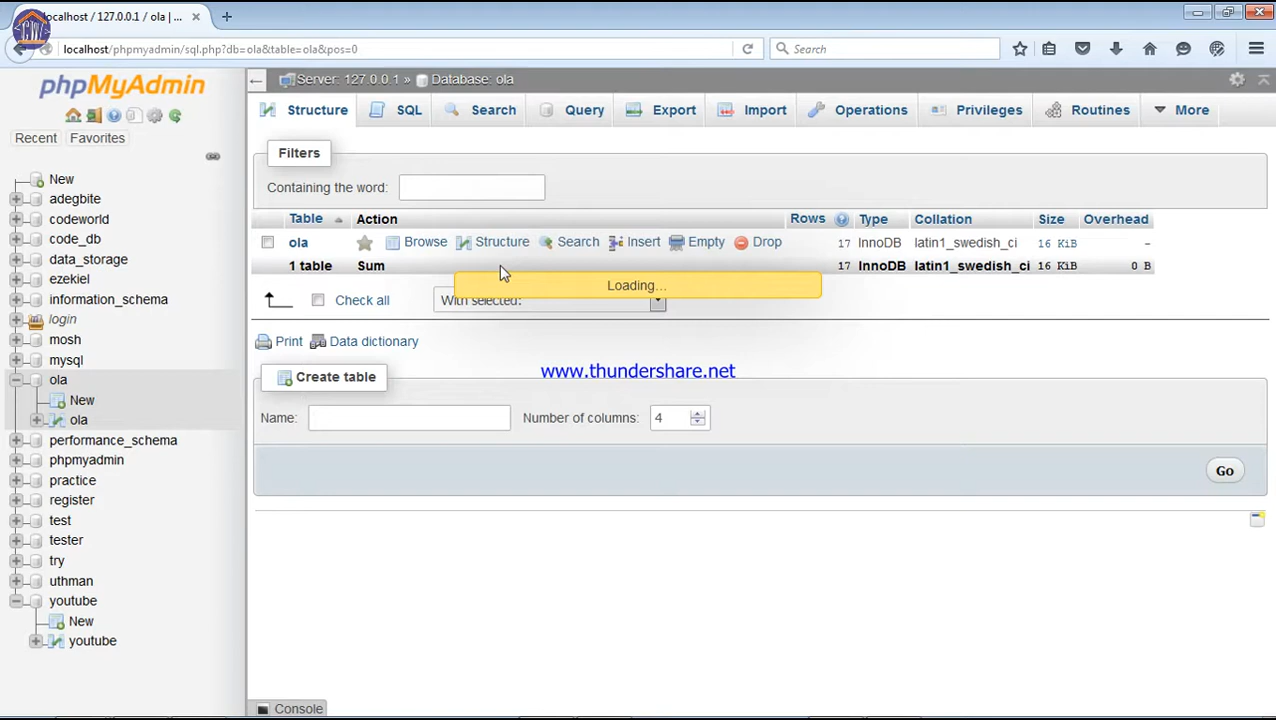 localhost / 127.0.0.1 / ola | ...
localhost/phpmyadmin/sql.php?db=ola&table=ola&pos=0
Search
phpMyAdmin
Recent
Favorites
New
adegbite
codeworld
code_db
data_storage
ezekiel
information_schema
login
mosh
mysql
ola
New
ola
performance_schema
phpmyadmin
practice
register
test
tester
try
uthman
youtube
New
youtube
Server: 127.0.0.1 » Database: ola
Structure SQL Search Query Export Import Operations Privileges Routines More
Filters
Containing the word:
Table Action Rows Type Collation Size Overhead
ola Browse Structure Search Insert Empty Drop 17 InnoDB latin1_swedish_ci 16 KiB –
1 table Sum 17 InnoDB latin1_swedish_ci 16 KiB 0 B
Loading…
Check all With selected:
Print Data dictionary
www.thundershare.net
Create table
Name: Number of columns: 4
Go
Console